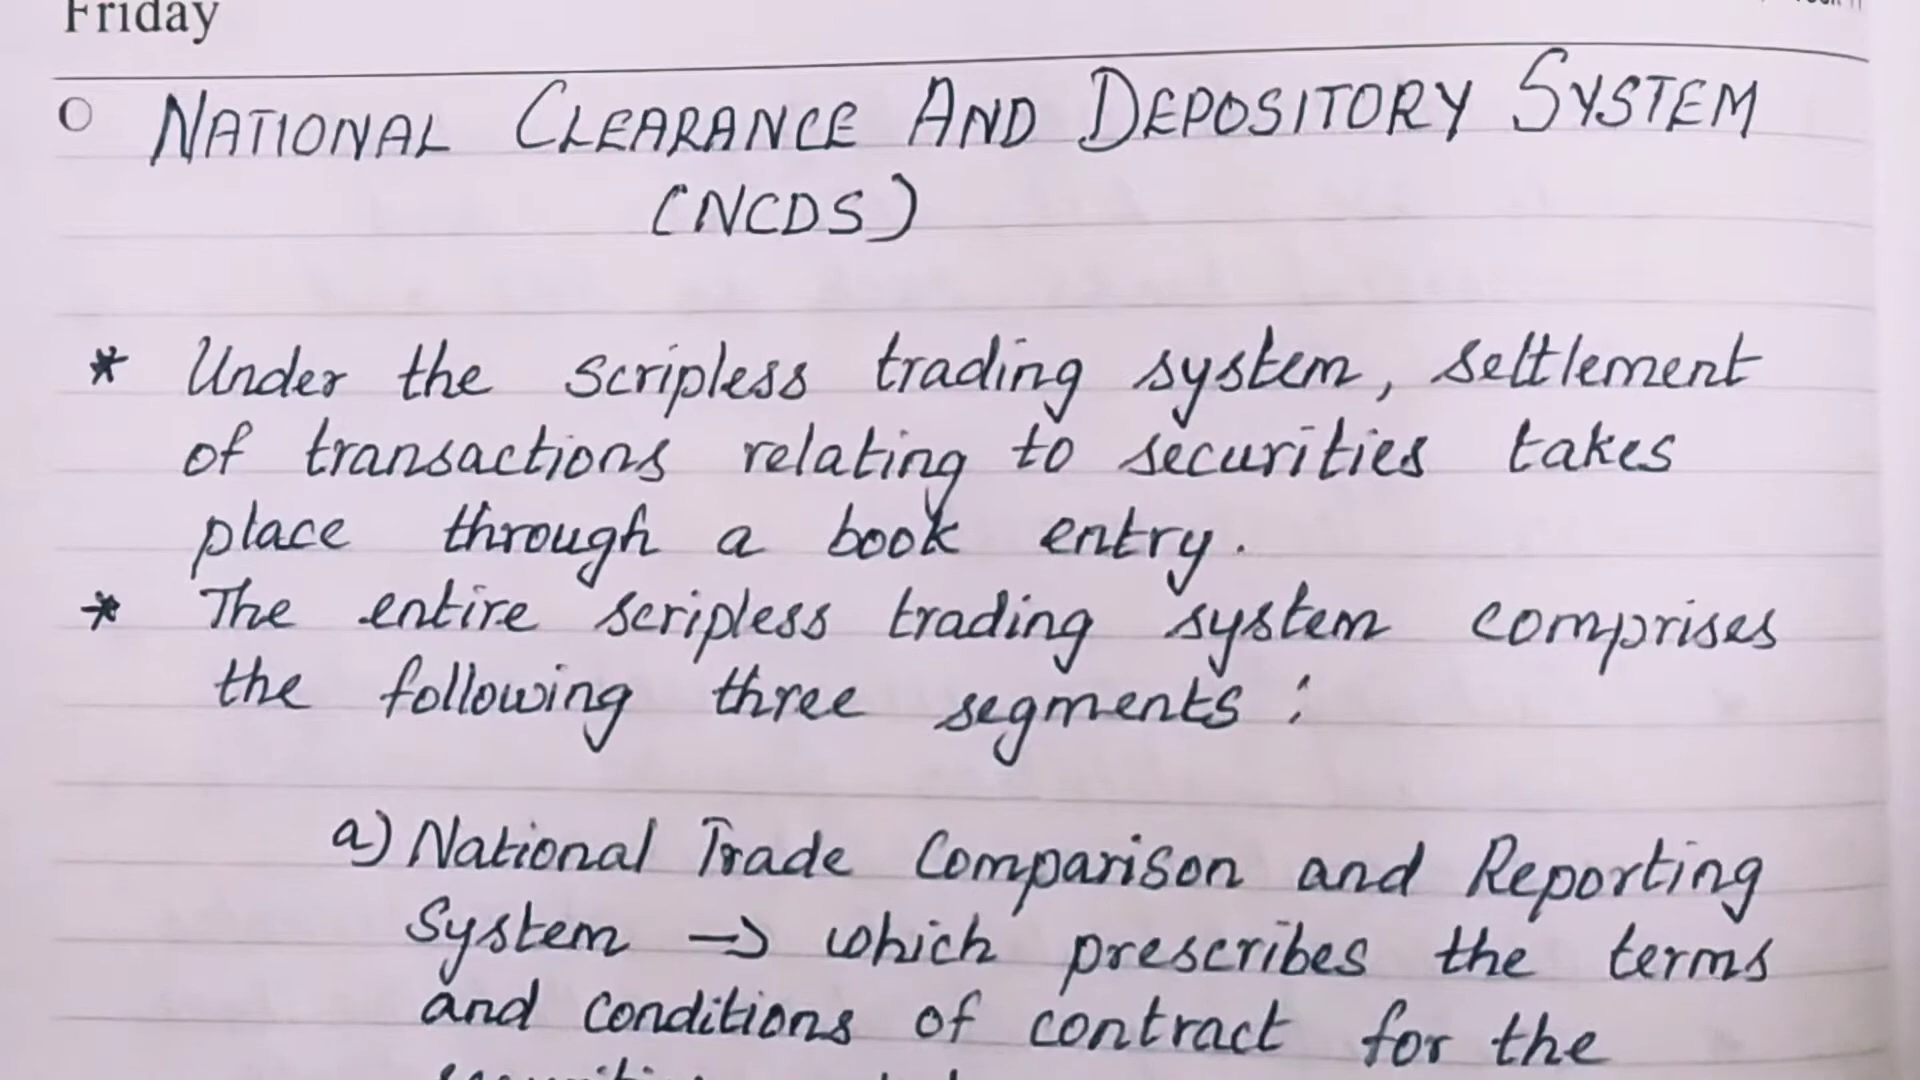 Friday
NATIONAL CLEARANCE AND DEPOSITORY SYSTEM
(NCDS)
* Under the scripless trading system, settlement
of transactions relating to securities takes
place through a book entry.
* The entire scripless trading system comprises
the following three segments :
a) National Trade Comparison and Reporting
System → which prescribes the terms
and conditions of contract for the